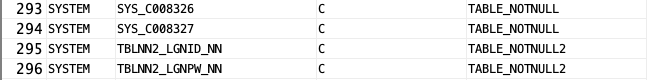 293 SYSTEM SYS_C008326 C TABLE_NOTNULL
294 SYSTEM SYS_C008327 C TABLE_NOTNULL
295 SYSTEM TBLNN2_LGNID_NN C TABLE_NOTNULL2
296 SYSTEM TBLNN2_LGNPW_NN C TABLE_NOTNULL2